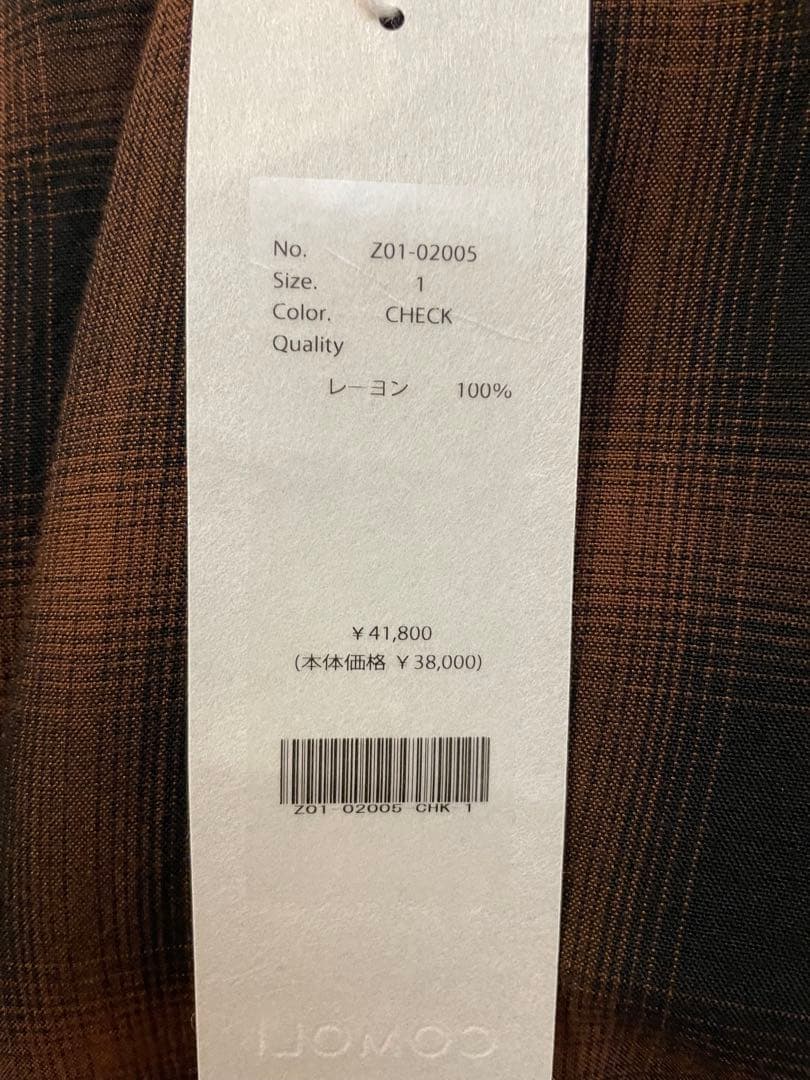 No. Z01-02005
Size. 1
Color. CHECK
Quality
レーヨン 100%
¥41,800
(本体価格 ¥38,000)
Z01-02005 CHK 1
COMOLI